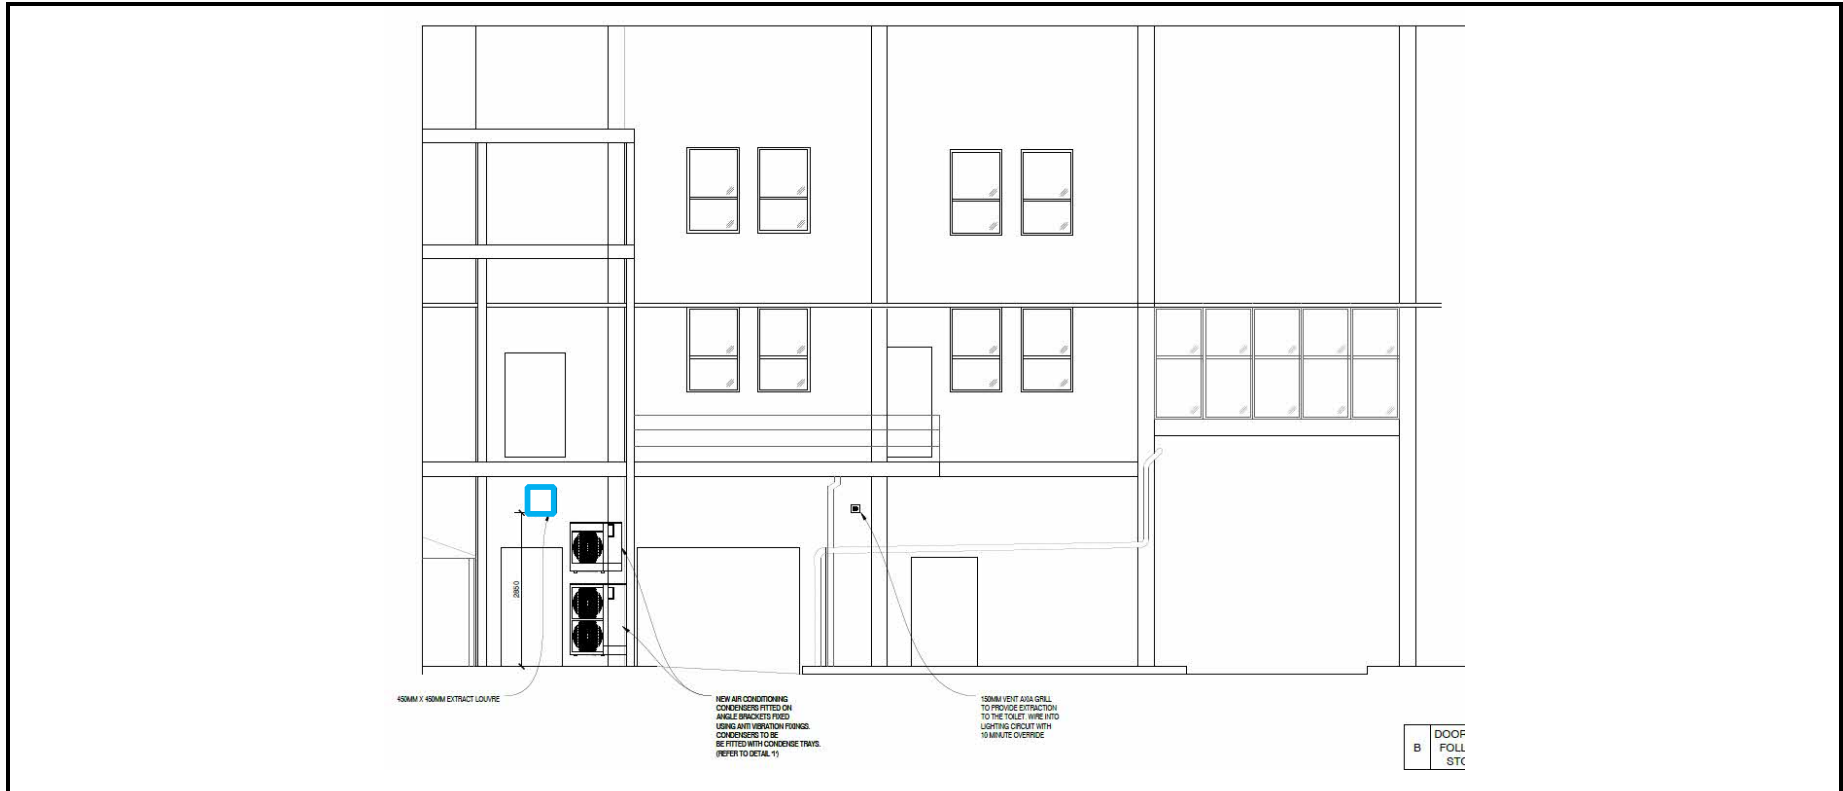 2850
450MM X 450MM EXTRACT LOUVRE
NEW AIR CONDITIONING
CONDENSERS FITTED ON
ANGLE BRACKETS FIXED
USING ANTI VIBRATION FIXINGS.
CONDENSERS TO BE
BE FITTED WITH CONDENSE TRAYS.
(REFER TO DETAIL '1')
150MM VENT AXIA GRILL
TO PROVIDE EXTRACTION
TO THE TOILET. WIRE INTO
LIGHTING CIRCUIT WITH
10 MINUTE OVERRIDE
B
DOOR
FOLL
STO